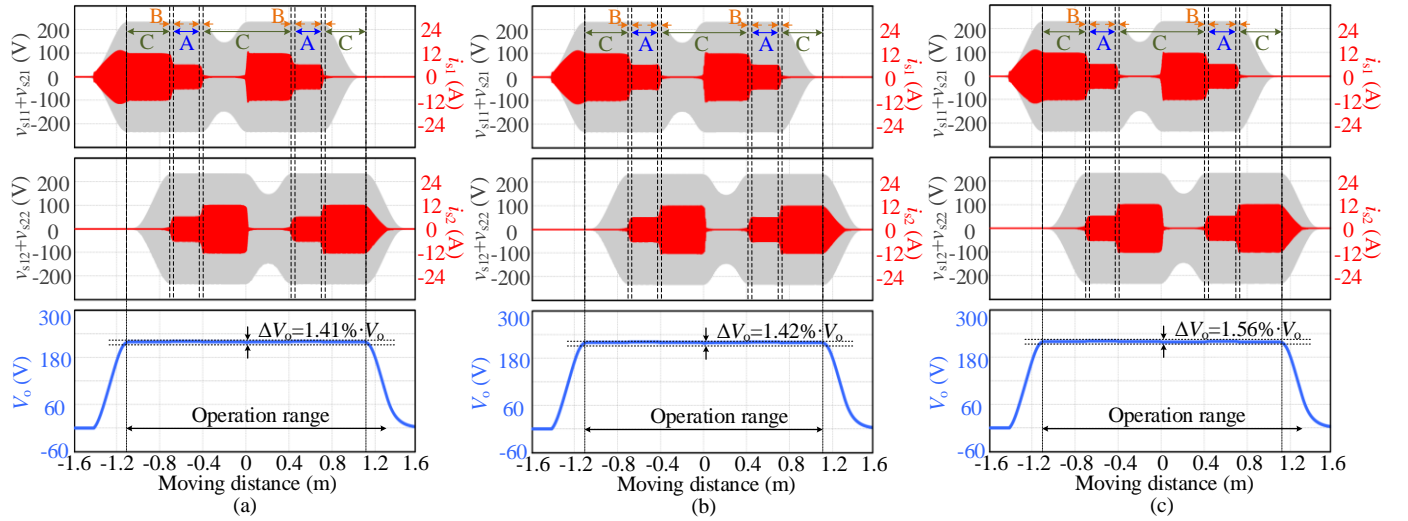 B B
C A C A C
v_s11+v_s21 (V)
200
100
0
-100
-200
24
12
0
-12
-24
i_s1 (A)
v_s12+v_s22 (V)
200
100
0
-100
200
24
12
0
-12
-24
i_s2 (A)
V_o (V)
300
180
60
-60
ΔV_o=1.41%·V_o
Operation range
-1.6 -1.2 -0.8 -0.4 0 0.4 0.8 1.2 1.6
Moving distance (m)
(a)
B B
C A C A C
v_s11+v_s21 (V)
200
100
0
-100
-200
24
12
0
-12
-24
i_s1 (A)
v_s12+v_s22 (V)
200
100
0
-100
-200
24
12
0
-12
-24
i_s2 (A)
V_o (V)
300
180
60
-60
ΔV_o=1.42%·V_o
Operation range
-1.6 -1.2 -0.8 -0.4 0 0.4 0.8 1.2 1.6
Moving distance (m)
(b)
B B
C A C A C
v_s11+v_s21 (V)
200
100
0
-100
-200
24
12
0
-12
-24
i_s1 (A)
v_s12+v_s22 (V)
200
100
0
-100
-200
24
12
0
-12
-24
i_s2 (A)
V_o (V)
300
180
60
-60
ΔV_o=1.56%·V_o
Operation range
-1.6 -1.2 -0.8 -0.4 0 0.4 0.8 1.2 1.6
Moving distance (m)
(c)